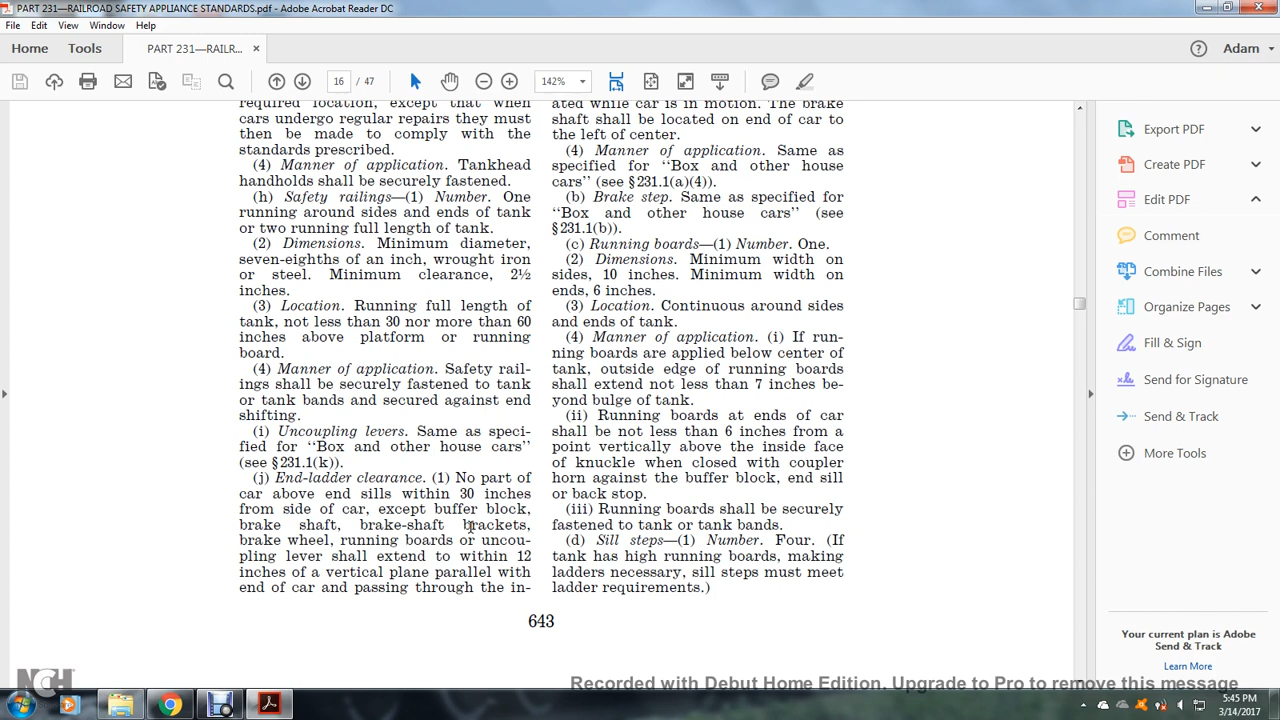 PART 231—RAILROAD SAFETY APPLIANCE STANDARDS.pdf - Adobe Acrobat Reader DC
File Edit View Window Help
Home Tools PART 231—RAILR... Adam
16 / 47 142%
required location, except that when
cars undergo regular repairs they must
then be made to comply with the
standards prescribed.
(4) Manner of application. Tankhead
handholds shall be securely fastened.
(h) Safety railings—(1) Number. One
running around sides and ends of tank
or two running full length of tank.
(2) Dimensions. Minimum diameter,
seven-eighths of an inch, wrought iron
or steel. Minimum clearance, 2½
inches.
(3) Location. Running full length of
tank, not less than 30 nor more than 60
inches above platform or running
board.
(4) Manner of application. Safety rail-
ings shall be securely fastened to tank
or tank bands and secured against end
shifting.
(i) Uncoupling levers. Same as speci-
fied for ‘‘Box and other house cars’’
(see §231.1(k)).
(j) End-ladder clearance. (1) No part of
car above end sills within 30 inches
from side of car, except buffer block,
brake shaft, brake-shaft brackets,
brake wheel, running boards or uncou-
pling lever shall extend to within 12
inches of a vertical plane parallel with
end of car and passing through the in-
ated while car is in motion. The brake
shaft shall be located on end of car to
the left of center.
(4) Manner of application. Same as
specified for ‘‘Box and other house
cars’’ (see §231.1(a)(4)).
(b) Brake step. Same as specified for
‘‘Box and other house cars’’ (see
§231.1(b)).
(c) Running boards—(1) Number. One.
(2) Dimensions. Minimum width on
sides, 10 inches. Minimum width on
ends, 6 inches.
(3) Location. Continuous around sides
and ends of tank.
(4) Manner of application. (i) If run-
ning boards are applied below center of
tank, outside edge of running boards
shall extend not less than 7 inches be-
yond bulge of tank.
(ii) Running boards at ends of car
shall be not less than 6 inches from a
point vertically above the inside face
of knuckle when closed with coupler
horn against the buffer block, end sill
or back stop.
(iii) Running boards shall be securely
fastened to tank or tank bands.
(d) Sill steps—(1) Number. Four. (If
tank has high running boards, making
ladders necessary, sill steps must meet
ladder requirements.)
643
Export PDF
Create PDF
Edit PDF
Comment
Combine Files
Organize Pages
Fill & Sign
Send for Signature
Send & Track
More Tools
Your current plan is Adobe
Send & Track
Learn More
NCH
Recorded with Debut Home Edition. Upgrade to Pro to remove this message
5:45 PM
3/14/2017